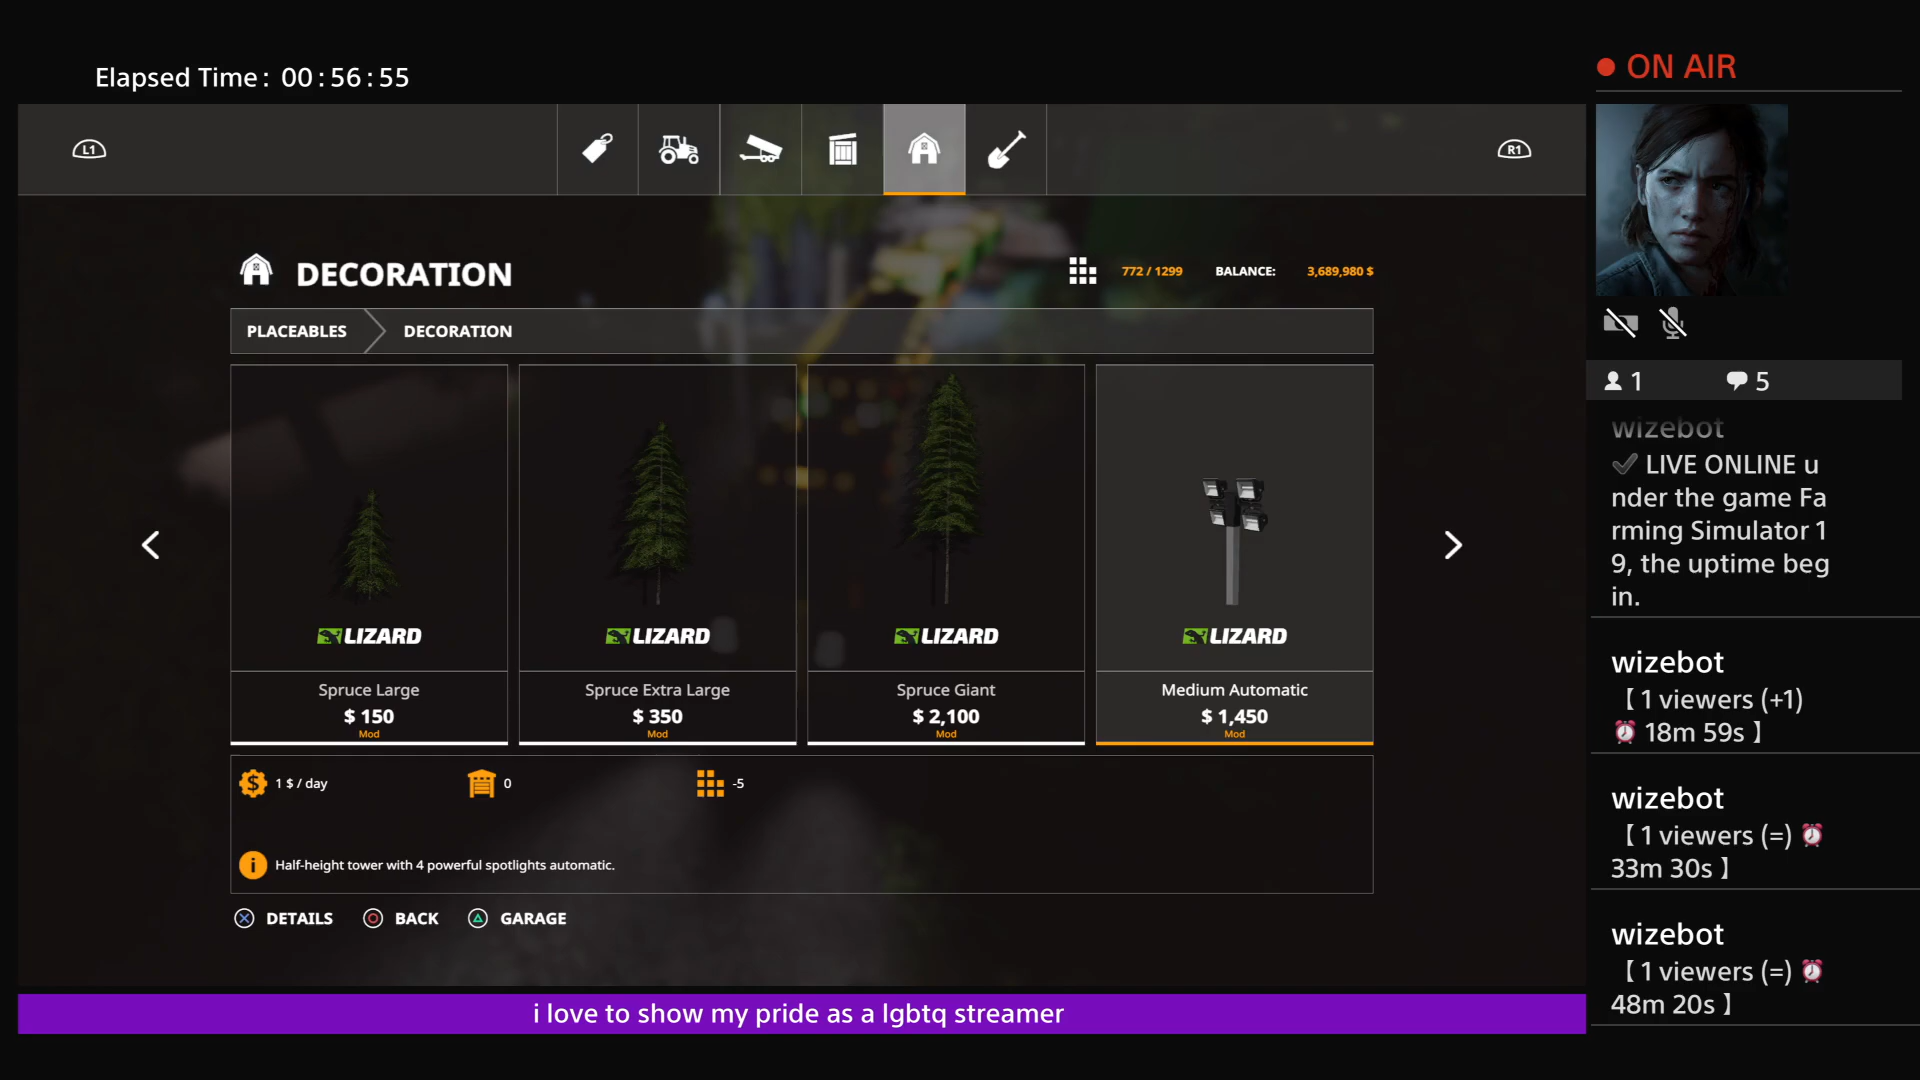 Elapsed Time: 00:56:55
ON AIR
L1
R1
DECORATION
772 / 1299
BALANCE:
3,689,980 $
PLACEABLES
DECORATION
LIZARD
LIZARD
LIZARD
LIZARD
Spruce Large
$ 150
Mod
Spruce Extra Large
$ 350
Mod
Spruce Giant
$ 2,100
Mod
Medium Automatic
$ 1,450
Mod
1 $ / day
0
-5
Half-height tower with 4 powerful spotlights automatic.
DETAILS
BACK
GARAGE
i love to show my pride as a lgbtq streamer
1
5
wizebot
✔ LIVE ONLINE u
nder the game Fa
rming Simulator 1
9, the uptime beg
in.
wizebot
【 1 viewers (+1)
⏰ 18m 59s 】
wizebot
【 1 viewers (=) ⏰
33m 30s 】
wizebot
【 1 viewers (=) ⏰
48m 20s 】